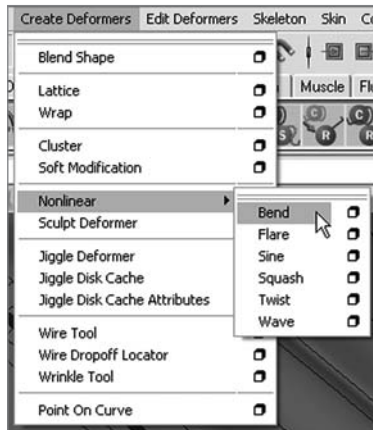 Create Deformers Edit Deformers Skeleton Skin
Blend Shape
Muscle
Lattice
Wrap
Cluster
Soft Modification
Nonlinear
Sculpt Deformer
Jiggle Deformer
Jiggle Disk Cache
Jiggle Disk Cache Attributes
Wire Tool
Wire Dropoff Locator
Wrinkle Tool
Point On Curve
Bend
Flare
Sine
Squash
Twist
Wave